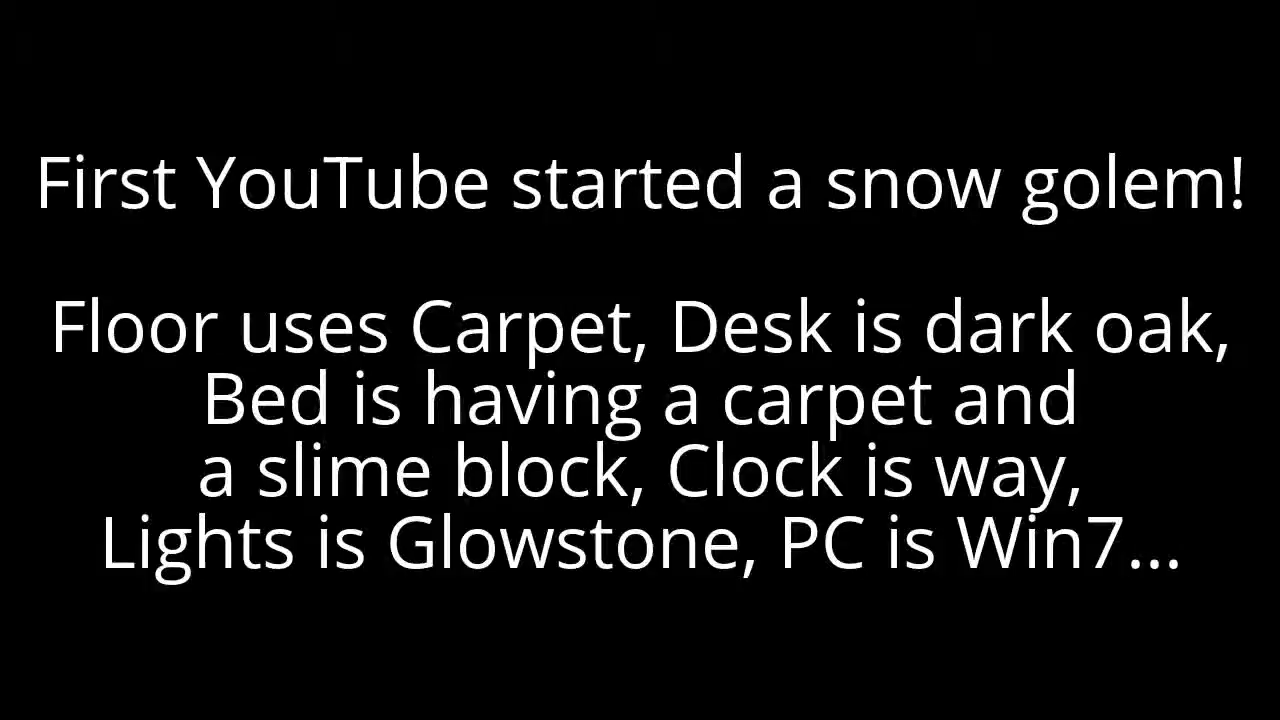 First YouTube started a snow golem!
Floor uses Carpet, Desk is dark oak,
Bed is having a carpet and
a slime block, Clock is way,
Lights is Glowstone, PC is Win7...